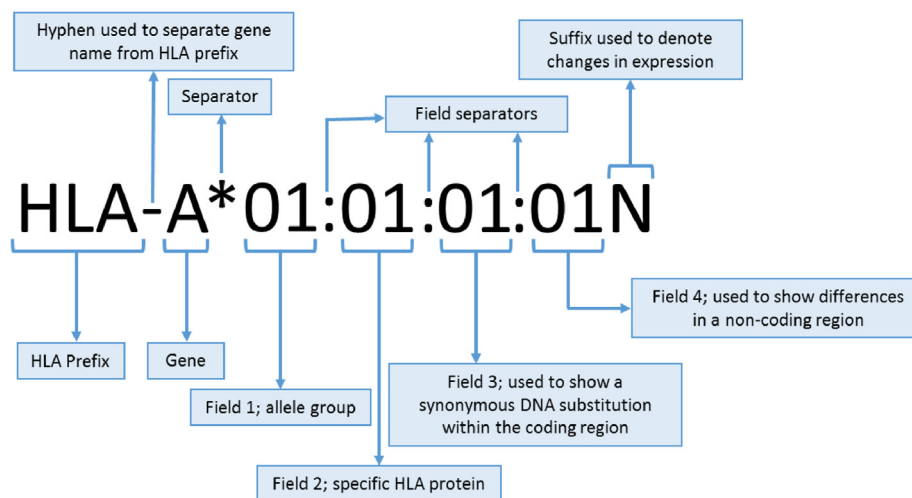 Hyphen used to separate gene
name from HLA prefix
Suffix used to denote
changes in expression
Separator
Field separators
HLA-A*01:01:01:01N
Field 4; used to show differences
in a non-coding region
HLA Prefix
Gene
Field 3; used to show a
synonymous DNA substitution
within the coding region
Field 1; allele group
Field 2; specific HLA protein